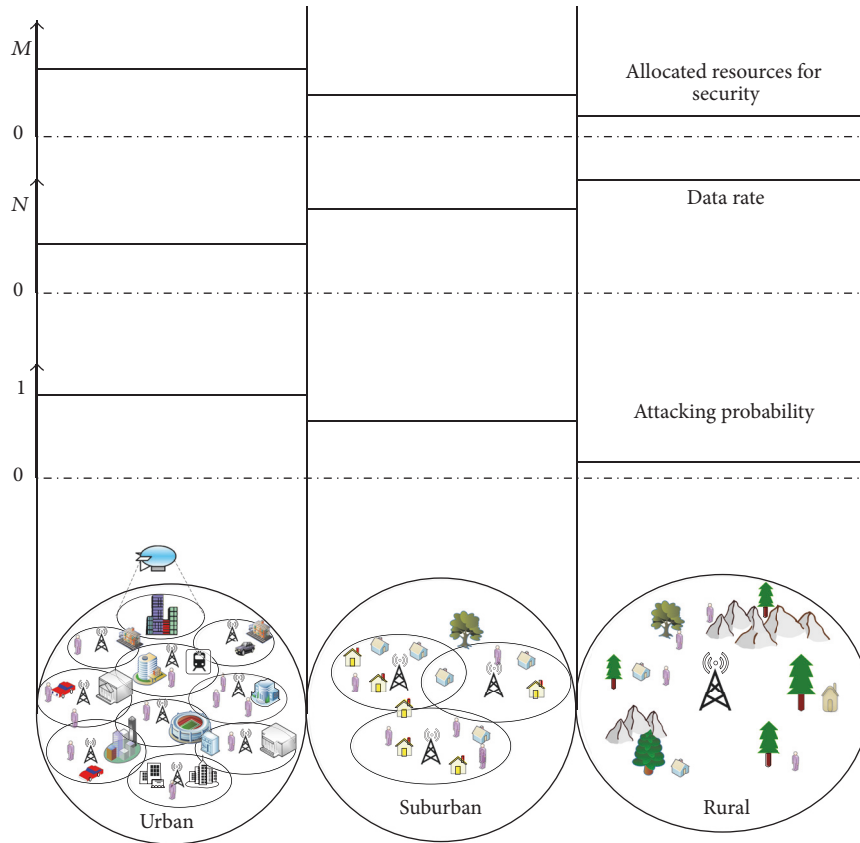 M
Allocated resources for
security
0
N
Data rate
0
1
Attacking probability
0
Urban
Suburban
Rural